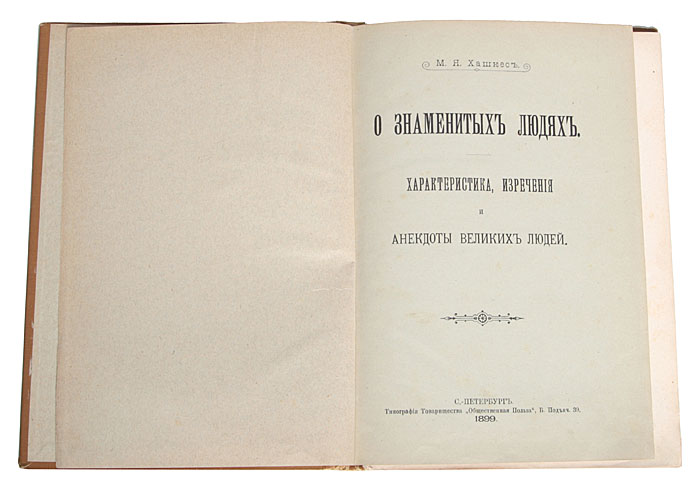 М. Я. Хашкесъ.
О ЗНАМЕНИТЫХЪ ЛЮДЯХЪ.
ХАРАКТЕРИСТИКА, ИЗРЕЧЕНІЯ
и
АНЕКДОТЫ ВЕЛИКИХЪ ЛЮДЕЙ.
С.-ПЕТЕРБУРГЪ.
Типографія Товарищества „Общественная Польза", Б. Подъяч. 39.
1899.